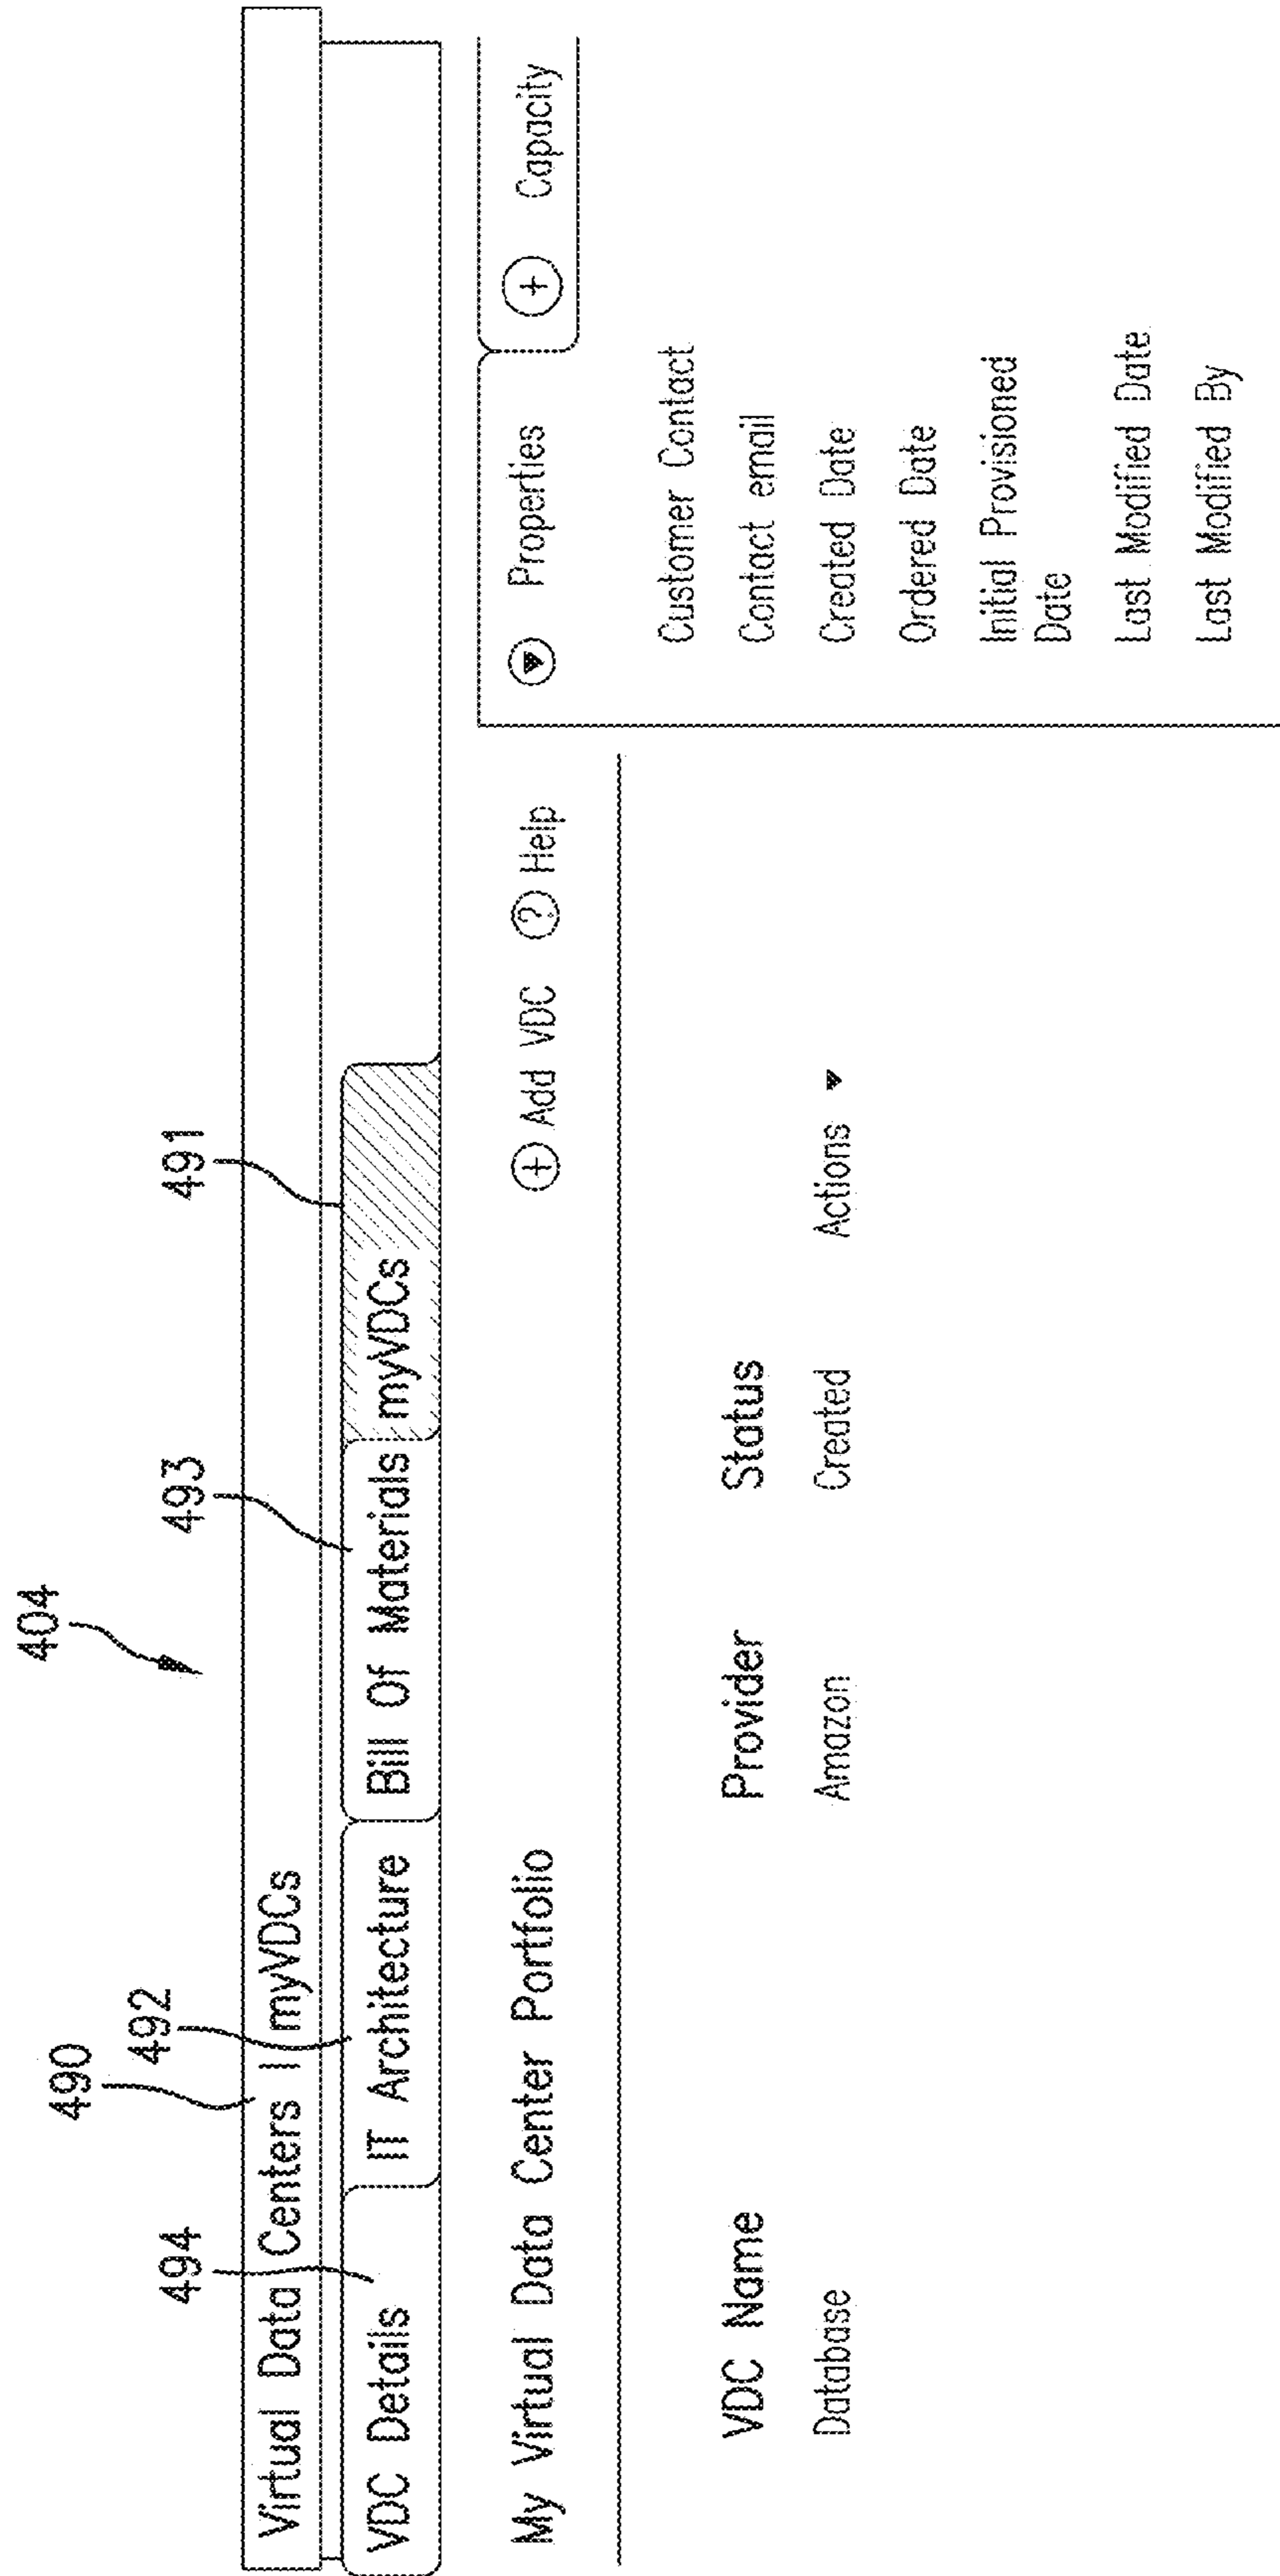 404
490
492
494
493
491
Virtual Data Centers | myVDCs
VDC Details IT Architecture Bill Of Materials myVDCs
My Virtual Data Center Portfolio + Add VDC ? Help
VDC Name Provider Status
Database Amazon Created Actions
Properties + Capacity
Customer Contact
Contact email
Created Date
Ordered Date
Initial Provisioned
Date
Last Modified Date
Last Modified By